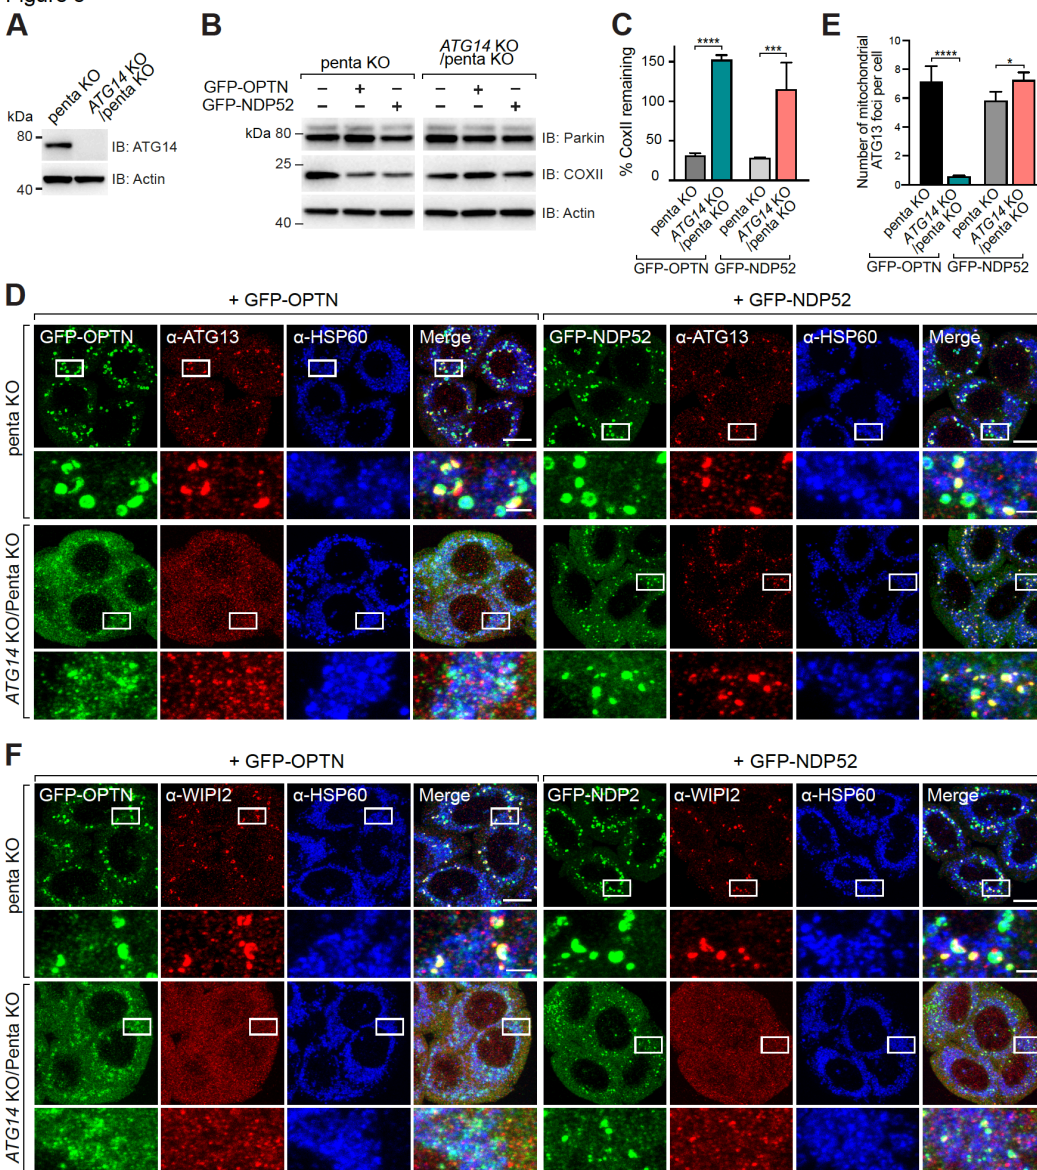 A
penta KO
ATG14 KO
/penta KO
kDa
80
IB: ATG14
IB: Actin
40
B
penta KO
ATG14 KO
/penta KO
GFP-OPTN – + – – + –
GFP-NDP52 – – + – – +
kDa 80
IB: Parkin
25
IB: COXII
IB: Actin
40
C
% CoxII remaining
150
100
50
0
****
***
penta KO
ATG14 KO
/penta KO
penta KO
ATG14 KO
/penta KO
GFP-OPTN GFP-NDP52
E
Number of mitochondrial
ATG13 foci per cell
10
8
6
4
2
0
****
*
penta KO
ATG14 KO
/penta KO
penta KO
ATG14 KO
/penta KO
GFP-OPTN GFP-NDP52
D
+ GFP-OPTN + GFP-NDP52
GFP-OPTN α-ATG13 α-HSP60 Merge GFP-NDP52 α-ATG13 α-HSP60 Merge
penta KO
ATG14 KO/Penta KO
F
+ GFP-OPTN + GFP-NDP52
GFP-OPTN α-WIPI2 α-HSP60 Merge GFP-NDP2 α-WIPI2 α-HSP60 Merge
penta KO
ATG14 KO/Penta KO